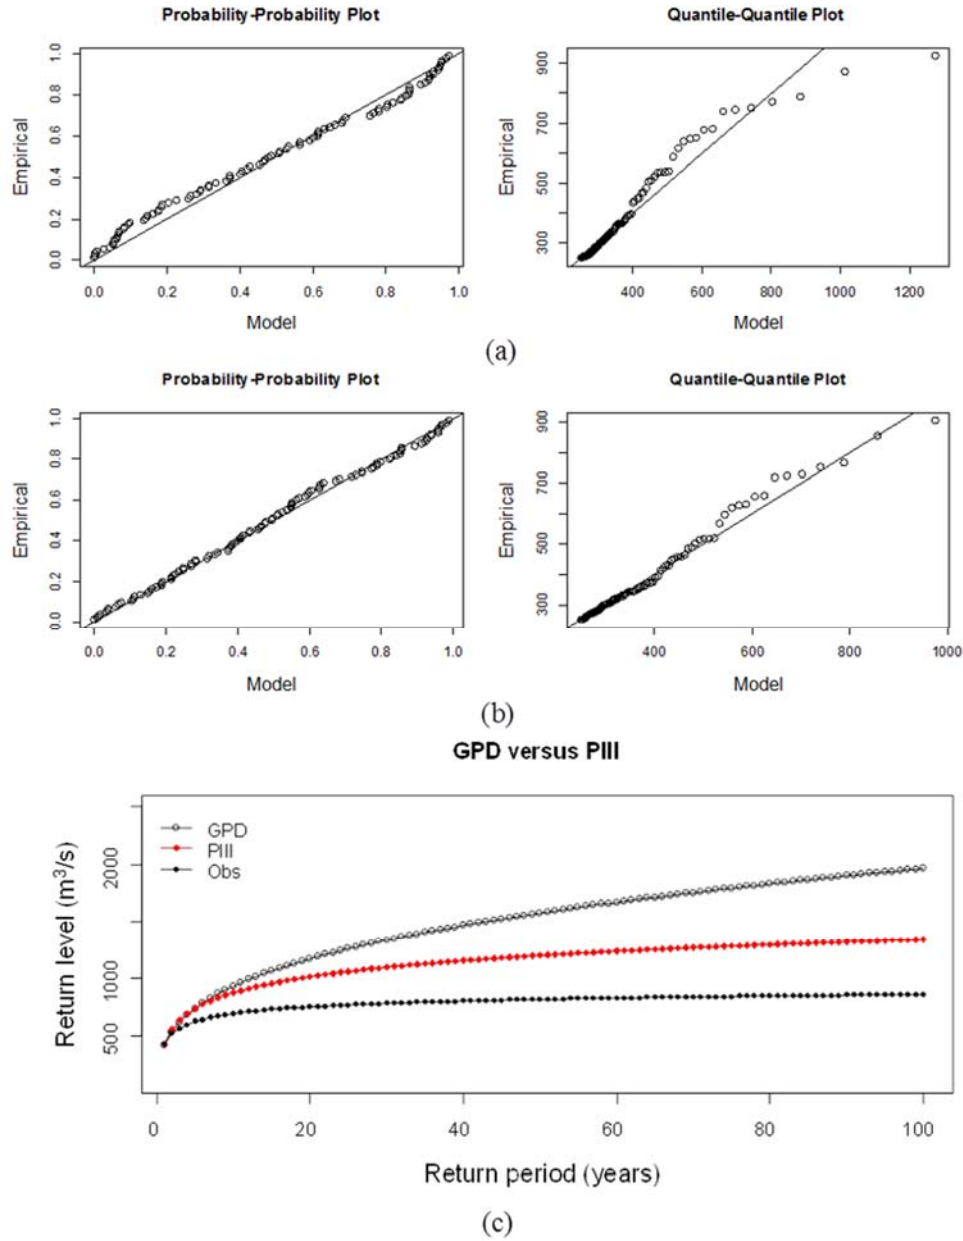 (a)
Probability-Probability Plot
Quantile-Quantile Plot
Empirical
0.0 0.2 0.4 0.6 0.8 1.0
0.0 0.2 0.4 0.6 0.8 1.0
Model
Empirical
300 500 700 900
400 600 800 1000 1200
Model
(a)
Probability-Probability Plot
Quantile-Quantile Plot
Empirical
0.0 0.2 0.4 0.6 0.8 1.0
0.0 0.2 0.4 0.6 0.8 1.0
Model
Empirical
300 500 700 900
400 600 800 1000
Model
(b)
GPD versus PIII
GPD
PIII
Obs
Return level (m³/s)
500 1000 2000
0 20 40 60 80 100
Return period (years)
(c)